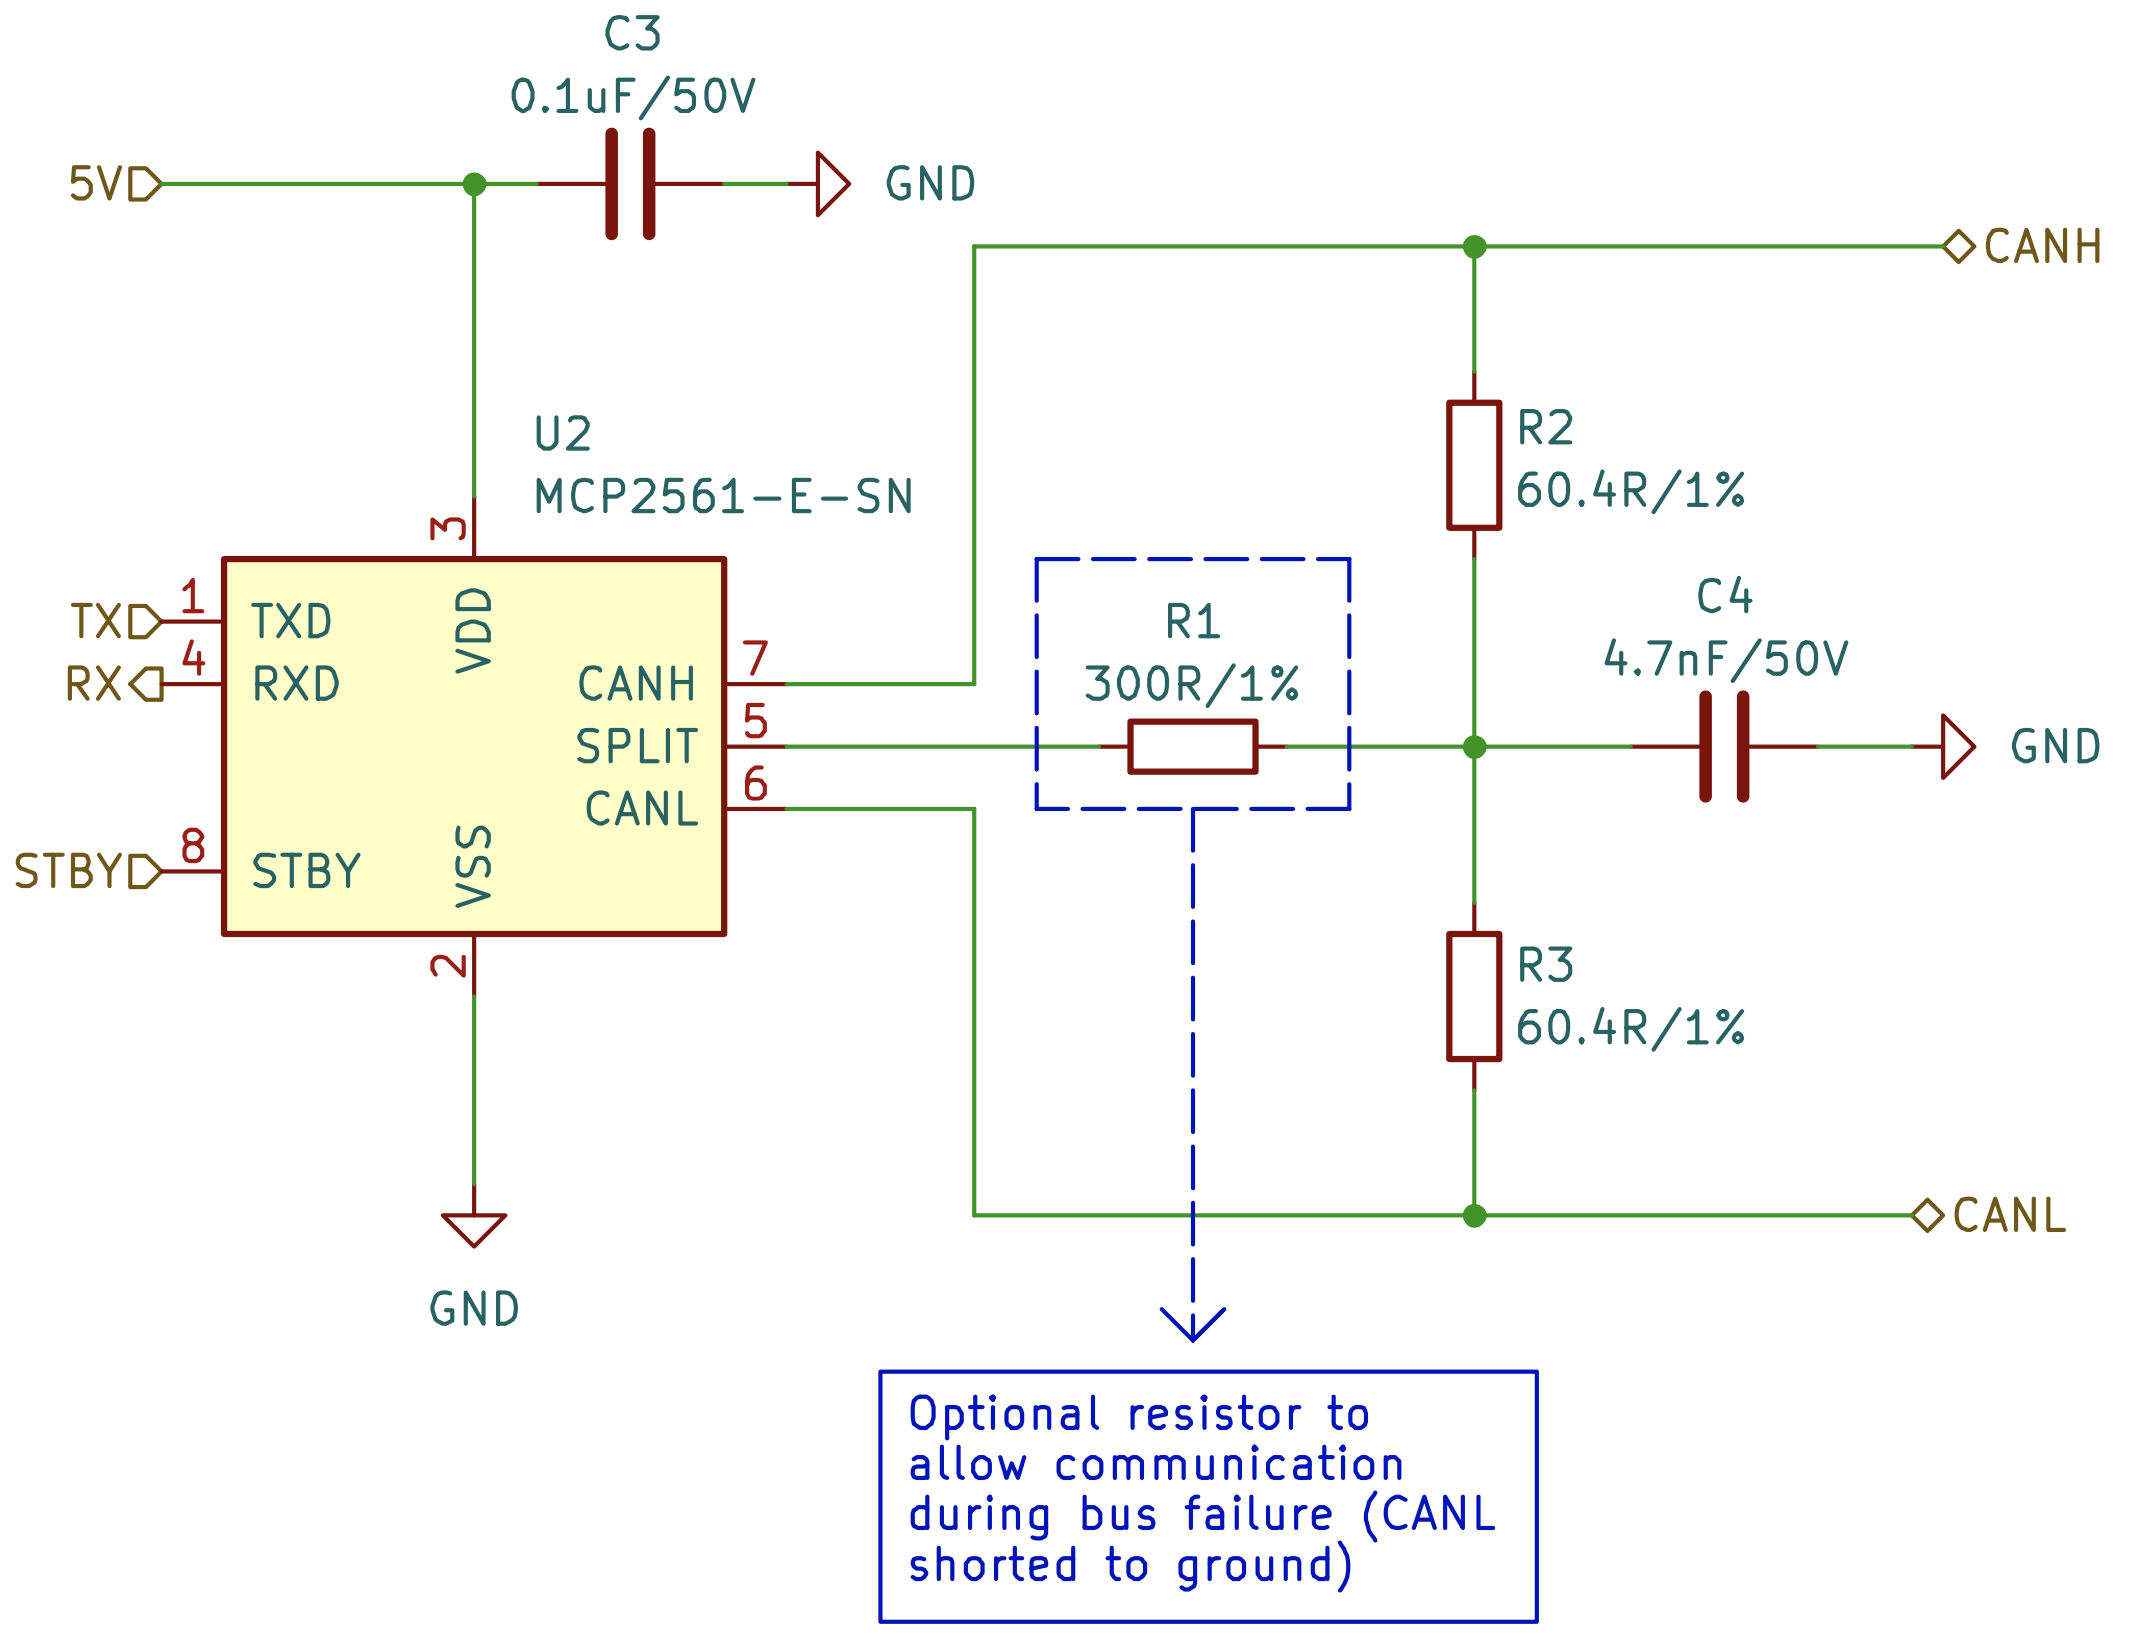 C3
0.1uF/50V
5V
GND
CANH
U2
MCP2561-E-SN
R2
60.4R/1%
3
1
TX
TXD
VDD
4
RX
RXD
7
CANH
R1
300R/1%
C4
4.7nF/50V
5
SPLIT
GND
6
CANL
8
STBY
STBY
VSS
2
R3
60.4R/1%
CANL
GND
Optional resistor to
allow communication
during bus failure (CANL
shorted to ground)